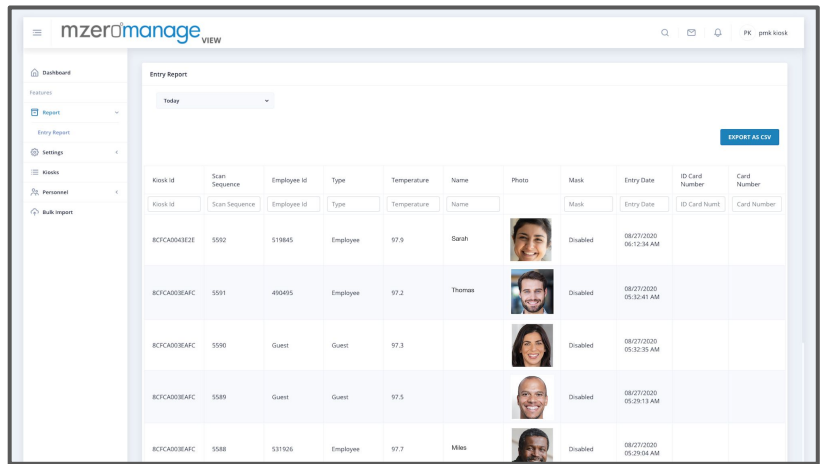 mzeromanage VIEW
PK pmk kiosk
Dashboard
Features
Report
Entry Report
Settings
Kiosks
Personnel
Bulk Import
Entry Report
Today
EXPORT AS CSV
Kiosk Id Scan Sequence Employee Id Type Temperature Name Photo Mask Entry Date ID Card Number Card Number
Kiosk Id Scan Sequence Employee Id Type Temperature Name Mask Entry Date ID Card Numt Card Number
8CFCA0043E2E 5592 519845 Employee 97.9 Sarah Disabled 08/27/2020 06:12:34 AM
8CFCA003EAFC 5591 490495 Employee 97.2 Thomas Disabled 08/27/2020 05:32:41 AM
8CFCA003EAFC 5590 Guest Guest 97.3 Disabled 08/27/2020 05:32:35 AM
8CFCA003EAFC 5589 Guest Guest 97.5 Disabled 08/27/2020 05:29:13 AM
8CFCA003EAFC 5588 531926 Employee 97.7 Miles Disabled 08/27/2020 05:29:04 AM